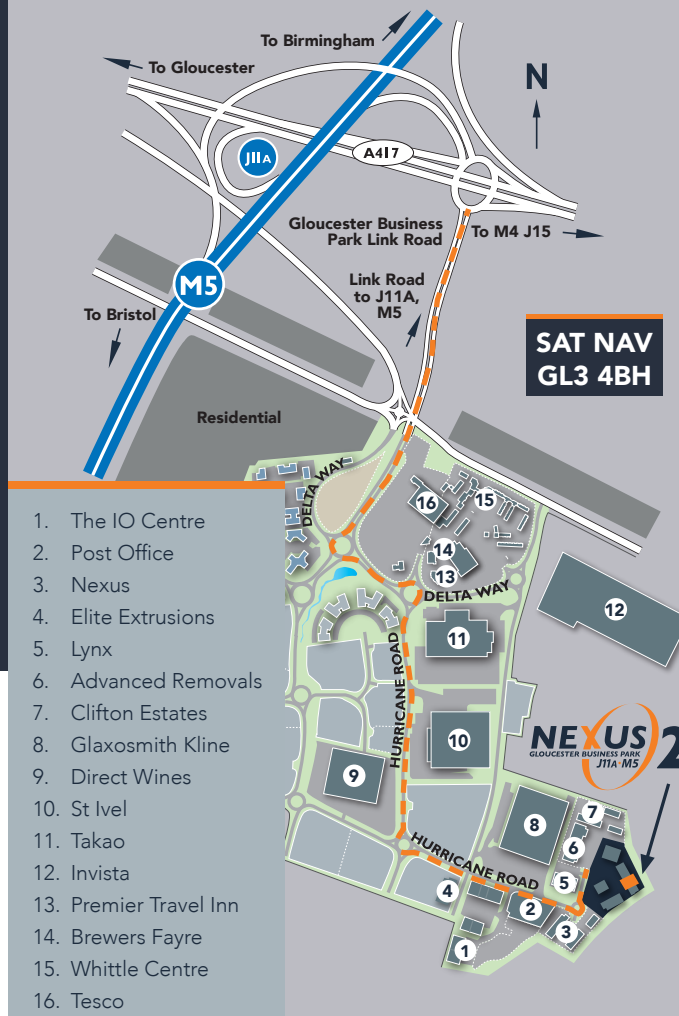 To Birmingham
To Gloucester
N
J11A
A417
Gloucester Business
Park Link Road
To M4 J15
Link Road
to J11A,
M5
M5
To Bristol
SAT NAV
GL3 4BH
Residential
DELTA WAY
16
15
14
13
DELTA WAY
12
11
HURRICANE ROAD
10
9
NEXUS 2
GLOUCESTER BUSINESS PARK
J11A M5
8
7
6
5
HURRICANE ROAD
4
2
3
1
1. The IO Centre
2. Post Office
3. Nexus
4. Elite Extrusions
5. Lynx
6. Advanced Removals
7. Clifton Estates
8. Glaxosmith Kline
9. Direct Wines
10. St Ivel
11. Takao
12. Invista
13. Premier Travel Inn
14. Brewers Fayre
15. Whittle Centre
16. Tesco